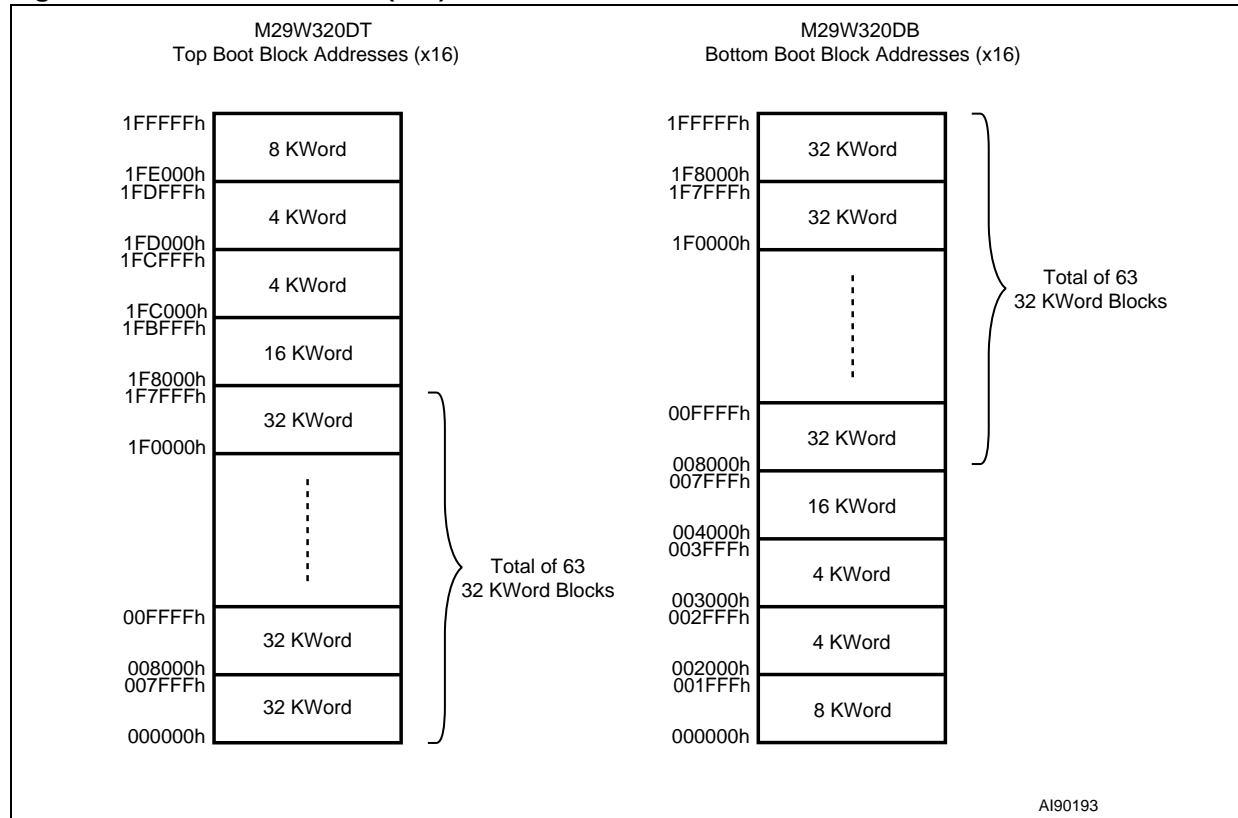 M29W320DT
Top Boot Block Addresses (x16)
1FFFFFh
8 KWord
1FE000h
1FDFFFh
4 KWord
1FD000h
1FCFFFh
4 KWord
1FC000h
1FBFFFh
16 KWord
1F8000h
1F7FFFh
32 KWord
1F0000h
Total of 63
32 KWord Blocks
00FFFFh
32 KWord
008000h
007FFFh
32 KWord
000000h
M29W320DB
Bottom Boot Block Addresses (x16)
1FFFFFh
32 KWord
1F8000h
1F7FFFh
32 KWord
1F0000h
Total of 63
32 KWord Blocks
00FFFFh
32 KWord
008000h
007FFFh
16 KWord
004000h
003FFFh
4 KWord
003000h
002FFFh
4 KWord
002000h
001FFFh
8 KWord
000000h
AI90193